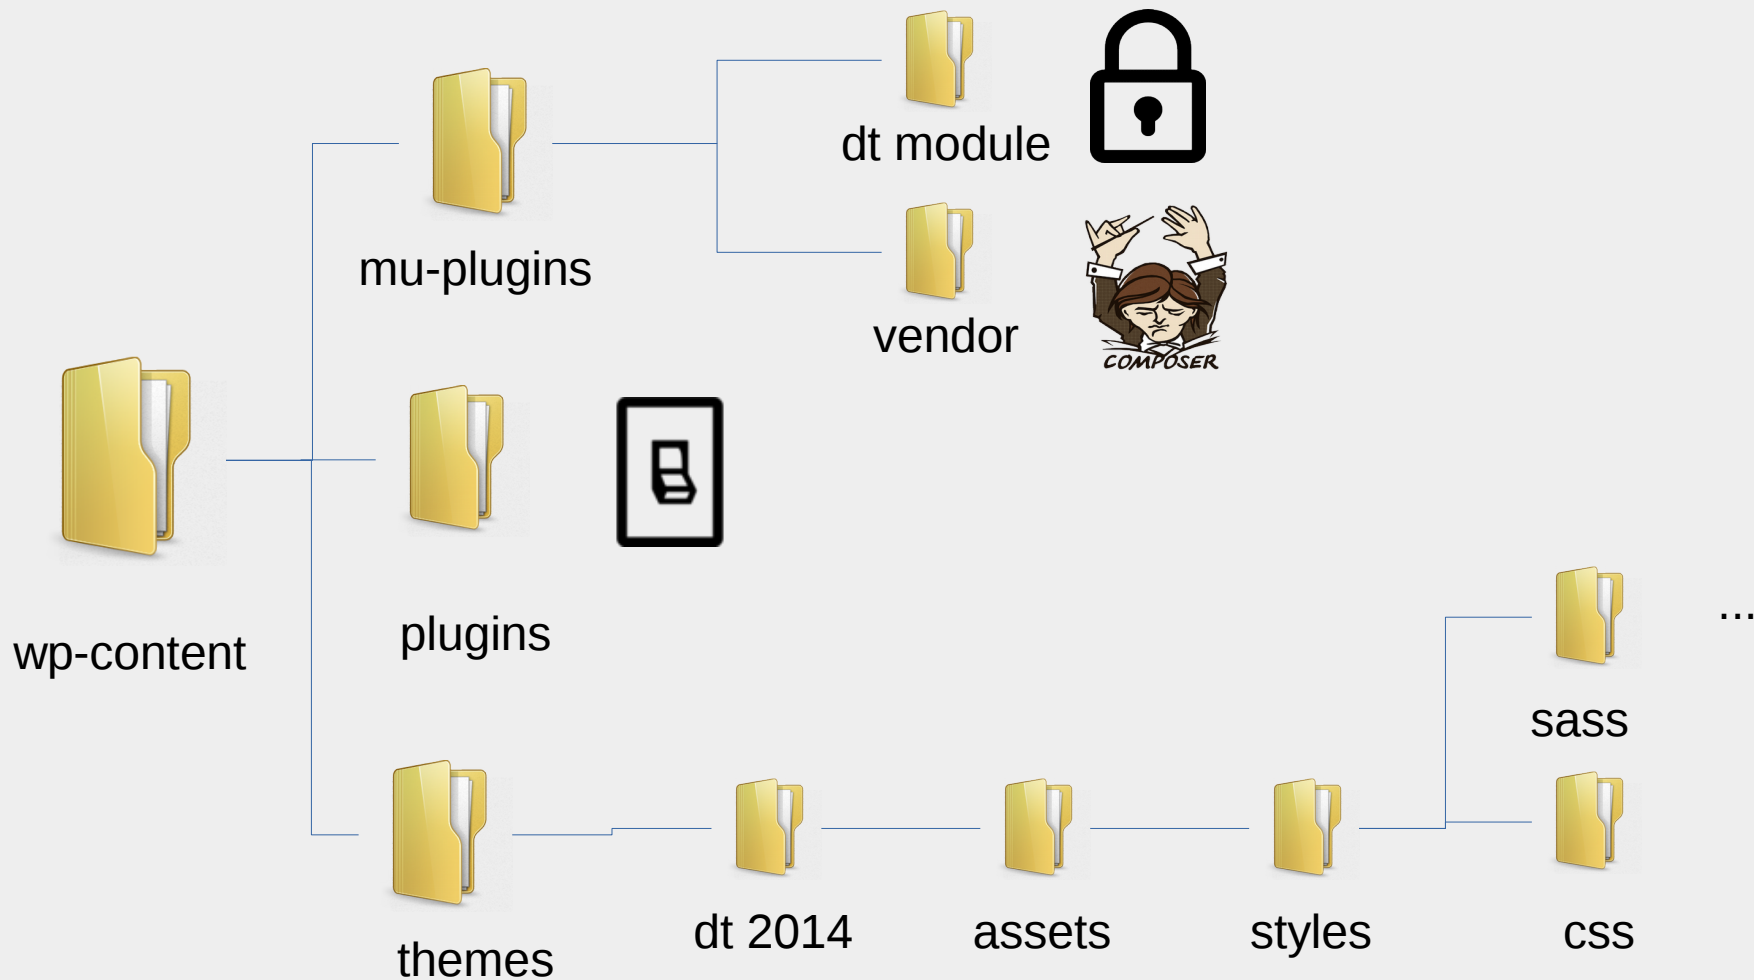 dt module
mu-plugins
vendor
COMPOSER
plugins
wp-content
...
sass
dt 2014
assets
styles
css
themes